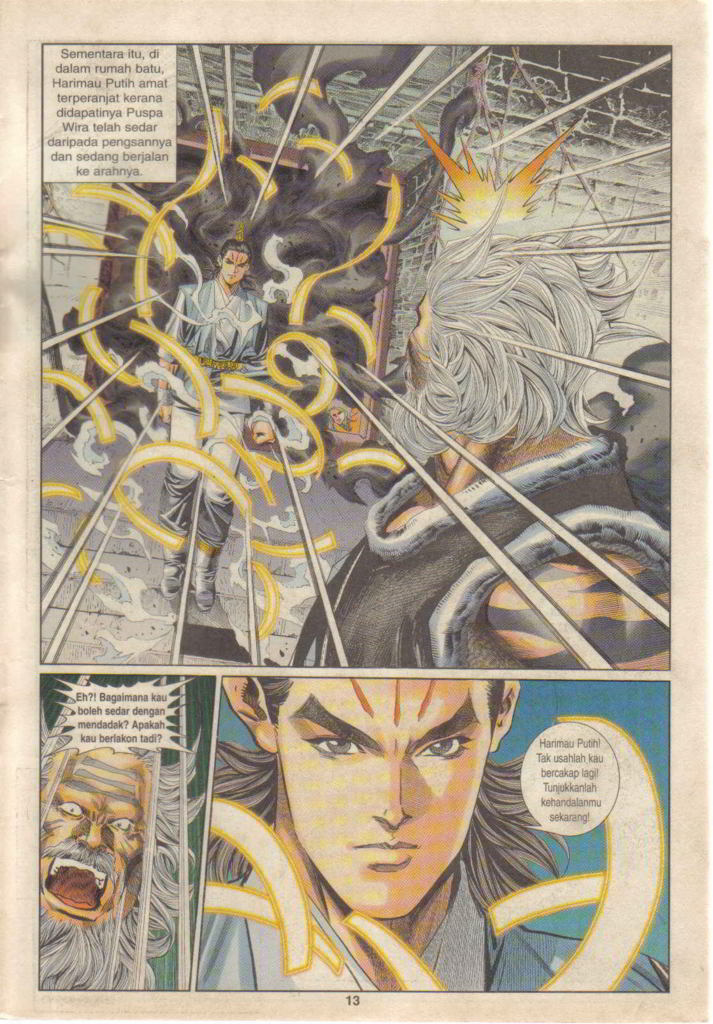 Sementara itu, di
dalam rumah batu,
Harimau Putih amat
terperanjat kerana
didapatinya Puspa
Wira telah sedar
daripada pengsannya
dan sedang berjalan
ke arahnya.
Eh?! Bagaimana kau
boleh sedar dengan
mendadak? Apakah
kau berlakon tadi?
Harimau Putih!
Tak usahlah kau
bercakap lagi!
Tunjukkanlah
kehandalanmu
sekarang!
13